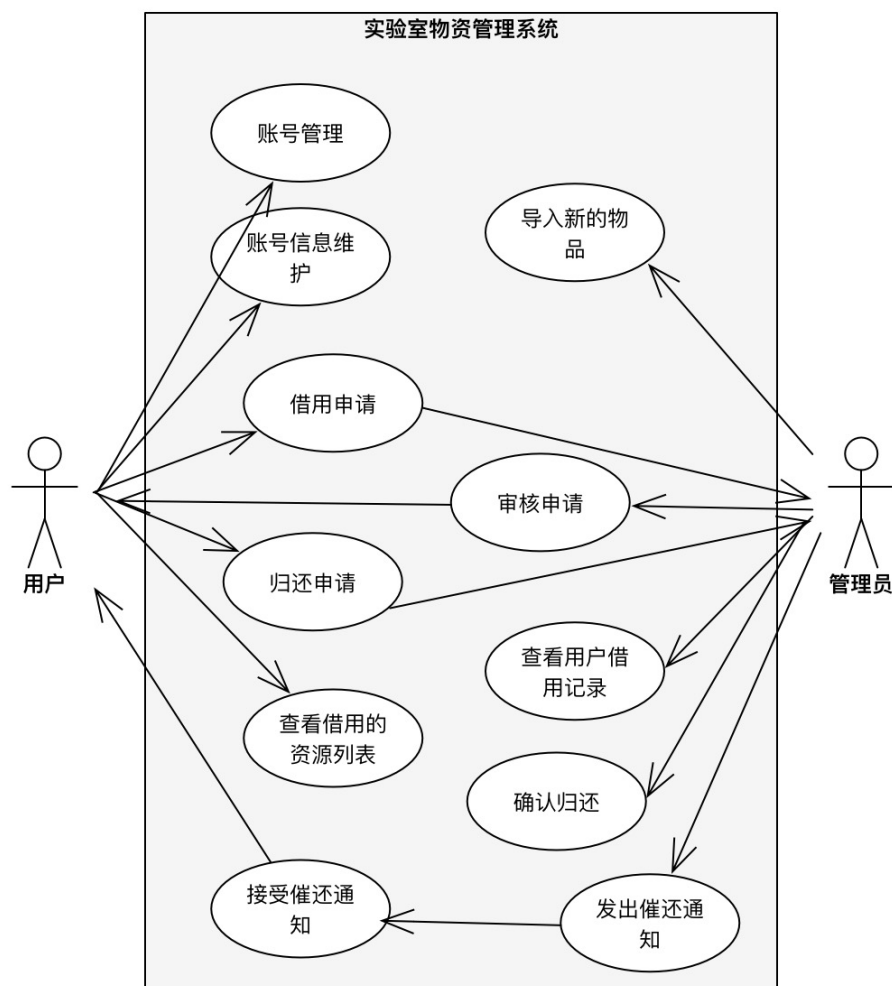 实验室物资管理系统
账号管理
导入新的物
品
账号信息维
护
借用申请
审核申请
归还申请
用户
管理员
查看用户借
用记录
查看借用的
资源列表
确认归还
接受催还通
知
发出催还通
知